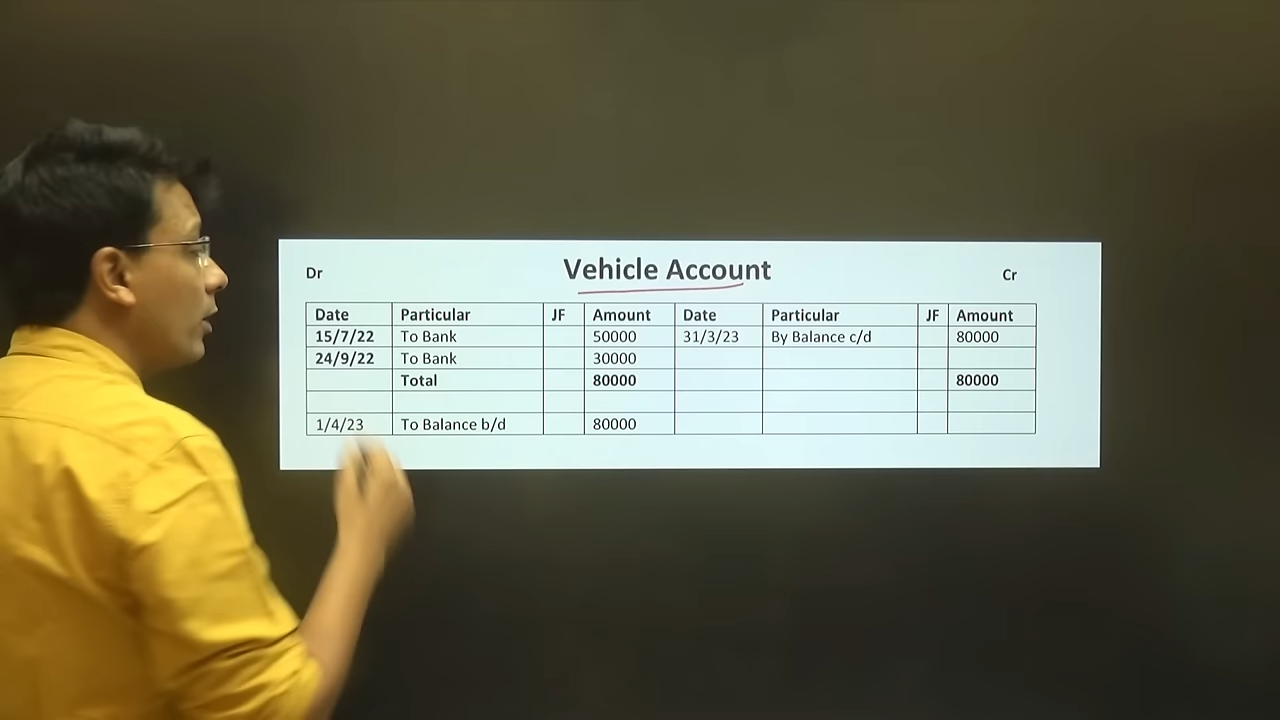 Vehicle Account
Dr Cr
Date Particular JF Amount Date Particular JF Amount
15/7/22 To Bank 50000 31/3/23 By Balance c/d 80000
24/9/22 To Bank 30000
Total 80000 80000
1/4/23 To Balance b/d 80000